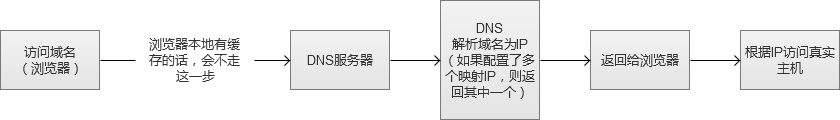 访问域名
（浏览器）
浏览器本地有缓
存的话，会不走
这一步
DNS服务器
DNS
解析域名为IP
（如果配置了多
个映射IP，则返
回其中一个）
返回给浏览器
根据IP访问真实
主机